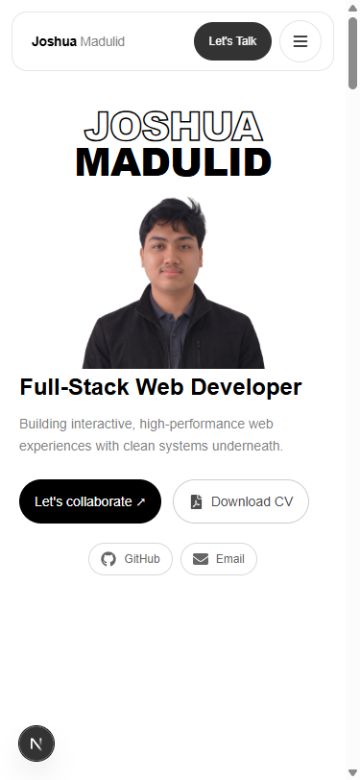 Joshua Madulid
Let's Talk
JOSHUA
MADULID
Full-Stack Web Developer
Building interactive, high-performance web
experiences with clean systems underneath.
Let's collaborate ↗
Download CV
GitHub
Email
N